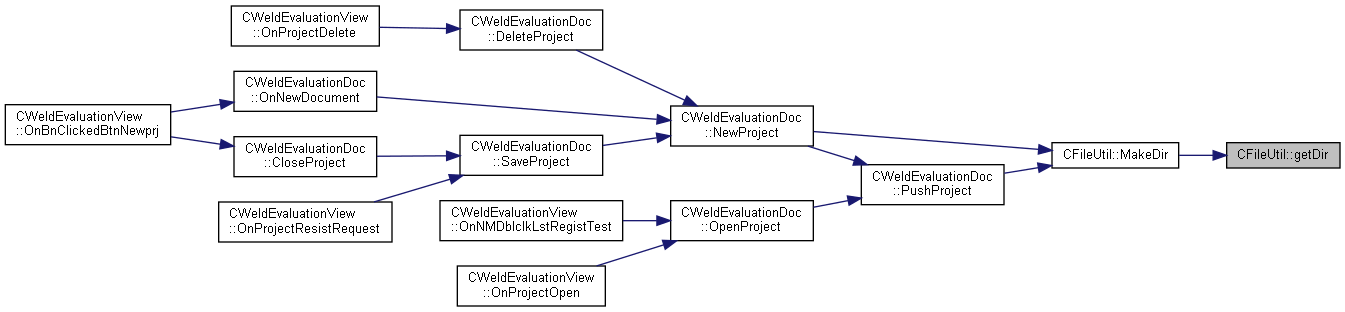 CWeldEvaluationView
::OnProjectDelete
CWeldEvaluationDoc
::DeleteProject
CWeldEvaluationDoc
::OnNewDocument
CWeldEvaluationView
::OnBnClickedBtnNewprj
CWeldEvaluationDoc
::NewProject
CWeldEvaluationDoc
::CloseProject
CWeldEvaluationDoc
::SaveProject
CFileUtil::MakeDir
CFileUtil::getDir
CWeldEvaluationDoc
::PushProject
CWeldEvaluationView
::OnProjectResistRequest
CWeldEvaluationView
::OnNMDblclkLstRegistTest
CWeldEvaluationDoc
::OpenProject
CWeldEvaluationView
::OnProjectOpen